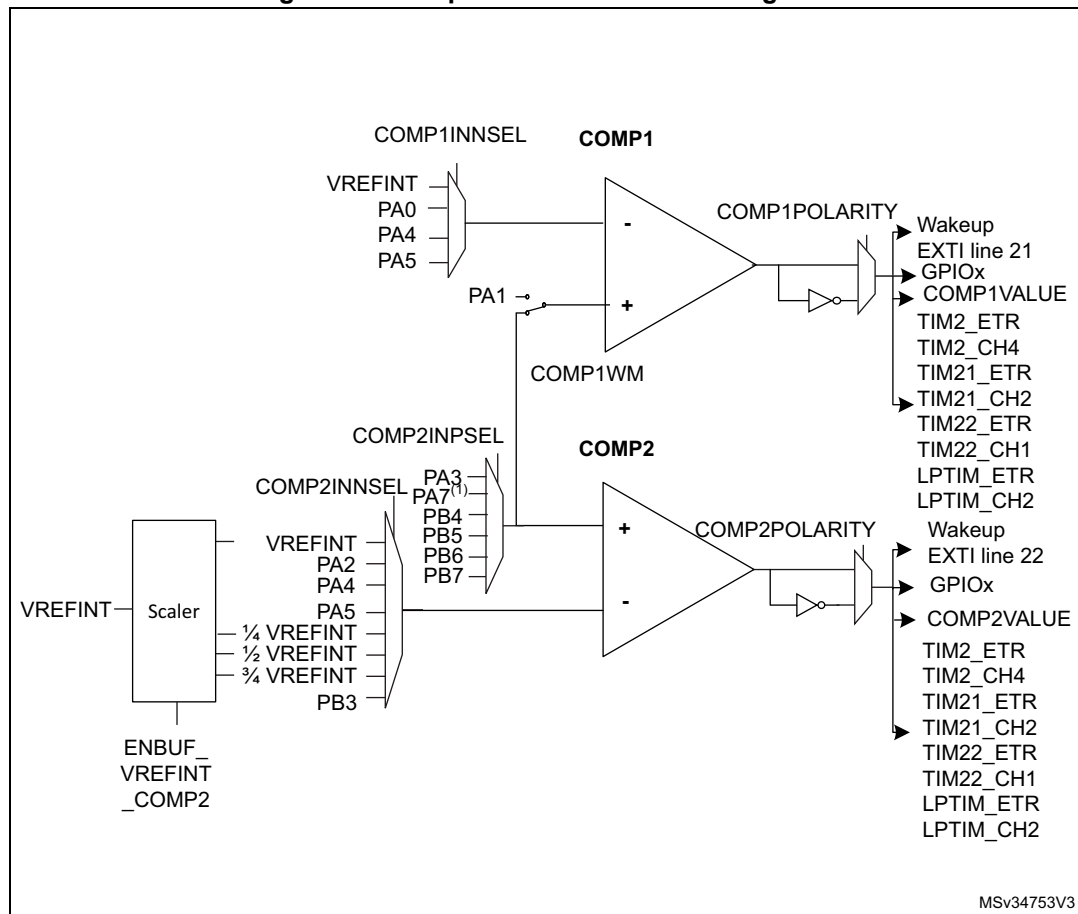 COMP1INNSEL
COMP1
VREFINT
PA0
PA4
PA5
COMP1POLARITY
-
+
PA1
COMP1WM
Wakeup
EXTI line 21
GPIOx
COMP1VALUE
TIM2_ETR
TIM2_CH4
TIM21_ETR
TIM21_CH2
TIM22_ETR
TIM22_CH1
LPTIM_ETR
LPTIM_CH2
COMP2INPSEL
COMP2
PA3
PA7(1)
PB4
PB5
PB6
PB7
COMP2INNSEL
VREFINT
PA2
PA4
PA5
¼ VREFINT
½ VREFINT
¾ VREFINT
PB3
VREFINT
Scaler
ENBUF_
VREFINT
_COMP2
+
-
COMP2POLARITY
Wakeup
EXTI line 22
GPIOx
COMP2VALUE
TIM2_ETR
TIM2_CH4
TIM21_ETR
TIM21_CH2
TIM22_ETR
TIM22_CH1
LPTIM_ETR
LPTIM_CH2
MSv34753V3